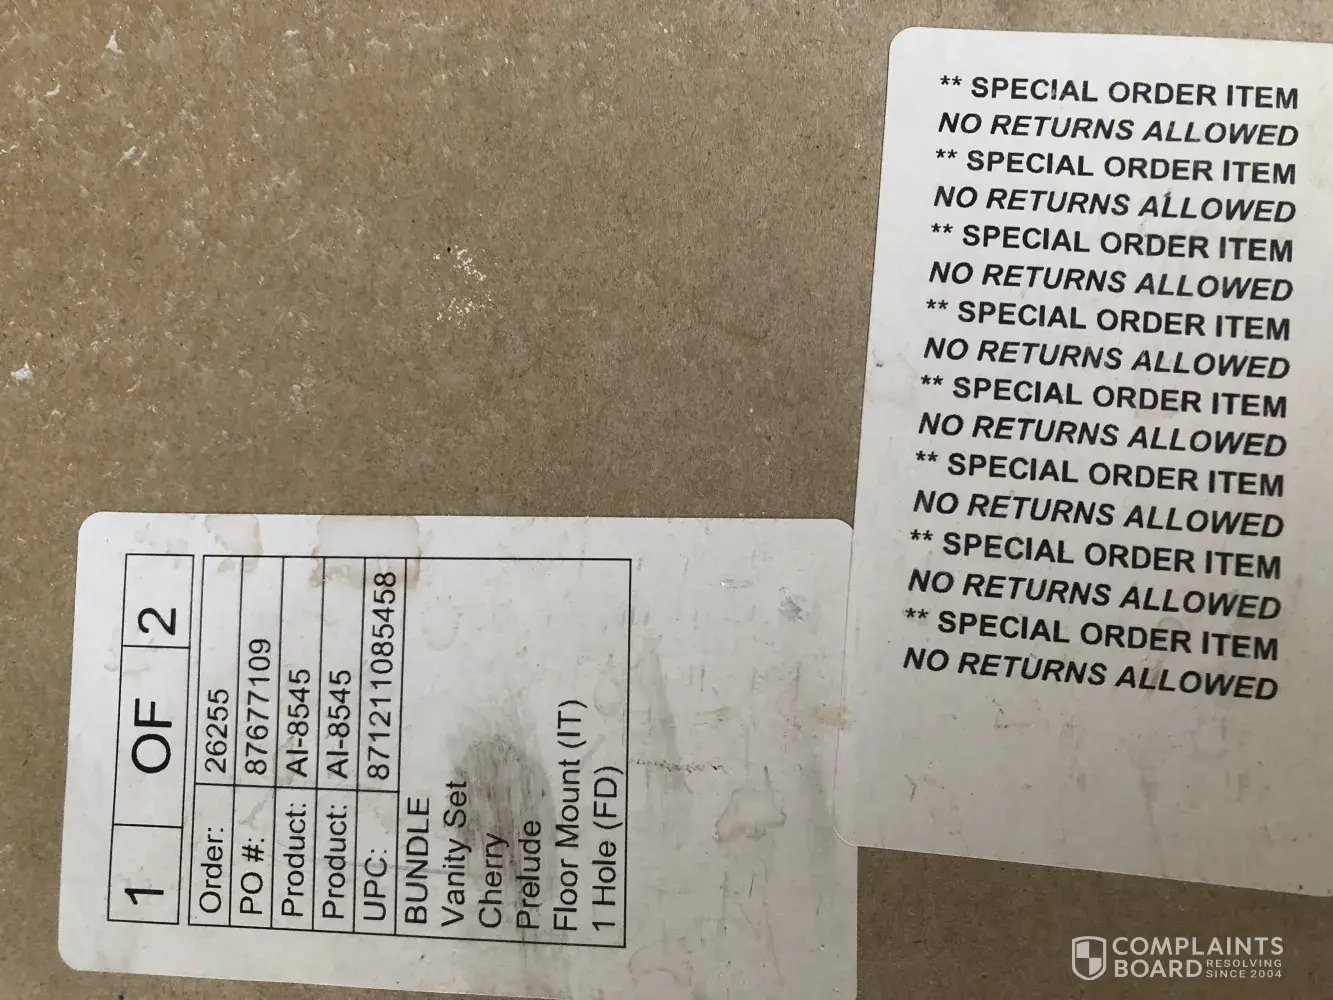 ** SPECIAL ORDER ITEM
NO RETURNS ALLOWED
** SPECIAL ORDER ITEM
NO RETURNS ALLOWED
** SPECIAL ORDER ITEM
NO RETURNS ALLOWED
** SPECIAL ORDER ITEM
NO RETURNS ALLOWED
** SPECIAL ORDER ITEM
NO RETURNS ALLOWED
** SPECIAL ORDER ITEM
NO RETURNS ALLOWED
** SPECIAL ORDER ITEM
NO RETURNS ALLOWED
** SPECIAL ORDER ITEM
NO RETURNS ALLOWED
1 OF 2
Order: 26255
PO #: 87677109
Product: AI-8545
Product: AI-8545
UPC: 871211085458
BUNDLE
Vanity Set
Cherry
Prelude
Floor Mount (IT)
1 Hole (FD)
COMPLAINTS
BOARD RESOLVING
SINCE 2004